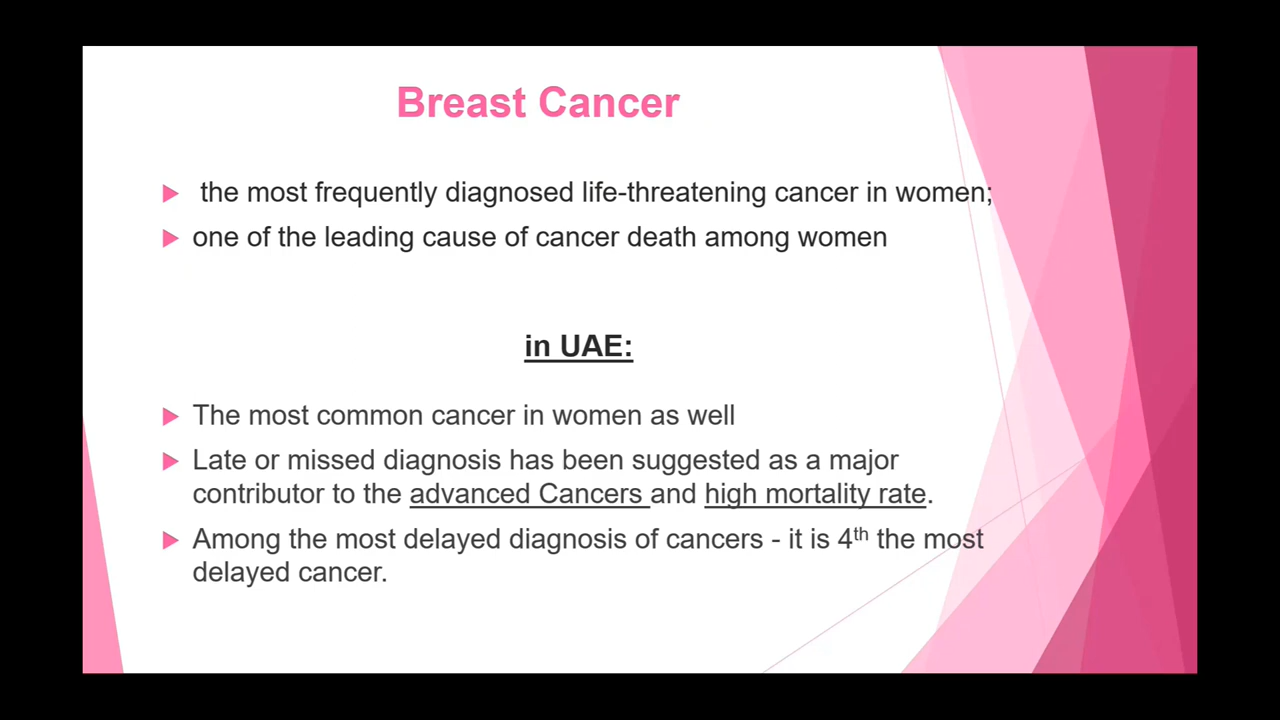 Breast Cancer
the most frequently diagnosed life-threatening cancer in women;
one of the leading cause of cancer death among women
in UAE:
The most common cancer in women as well
Late or missed diagnosis has been suggested as a major
contributor to the advanced Cancers and high mortality rate.
Among the most delayed diagnosis of cancers - it is 4th the most
delayed cancer.